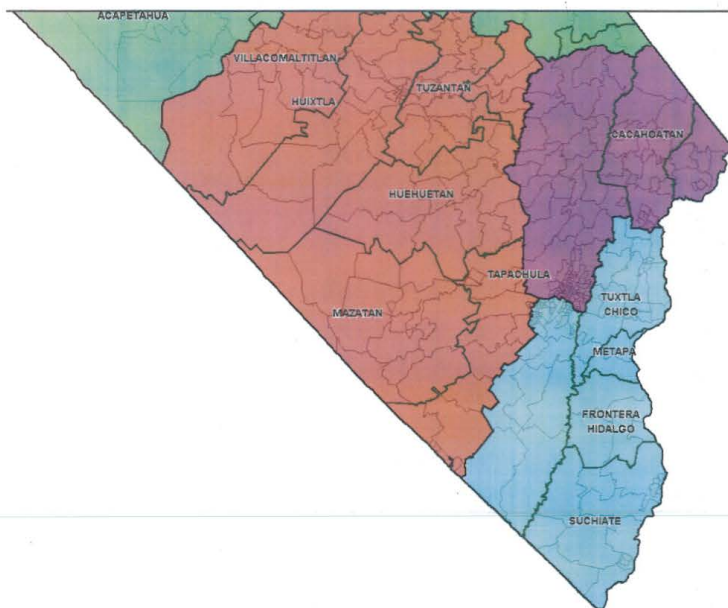 ACAPETAHUA
VILLACOMALTITLAN
TUZANTAN
HUIXTLA
CACAHOATAN
HUEHUETAN
TAPACHULA
TUXTLA
CHICO
MAZATAN
METAPA
FRONTERA
HIDALGO
SUCHIATE